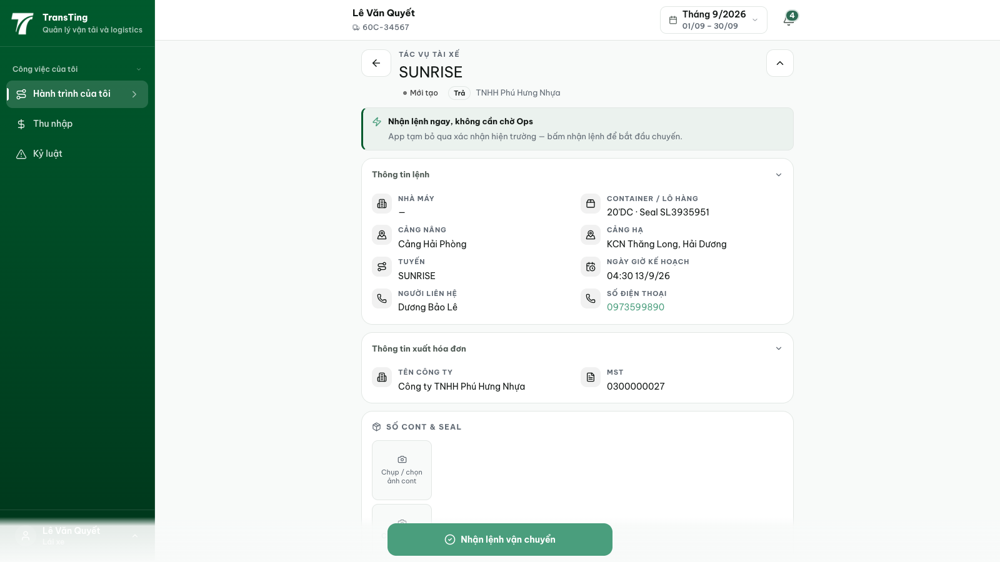 TransTing
Quản lý vận tải và logistics
Công việc của tôi
Hành trình của tôi
Thu nhập
Kỷ luật
Lê Văn Quyết
Lái xe
Lê Văn Quyết
60C-34567
Tháng 9/2026
01/09 – 30/09
4
TÁC VỤ TÀI XẾ
SUNRISE
Mới tạo
Trả
TNHH Phú Hưng Nhựa
Nhận lệnh ngay, không cần chờ Ops
App tạm bỏ qua xác nhận hiện trường — bấm nhận lệnh để bắt đầu chuyến.
Thông tin lệnh
NHÀ MÁY
—
CONTAINER / LÔ HÀNG
20'DC · Seal SL3935951
CẢNG NÂNG
Cảng Hải Phòng
CẢNG HẠ
KCN Thăng Long, Hải Dương
TUYẾN
SUNRISE
NGÀY GIỜ KẾ HOẠCH
04:30 13/9/26
NGƯỜI LIÊN HỆ
Dương Bảo Lê
SỐ ĐIỆN THOẠI
0973599890
Thông tin xuất hóa đơn
TÊN CÔNG TY
Công ty TNHH Phú Hưng Nhựa
MST
0300000027
SỐ CONT & SEAL
Chụp / chọn
ảnh cont
Nhận lệnh vận chuyển